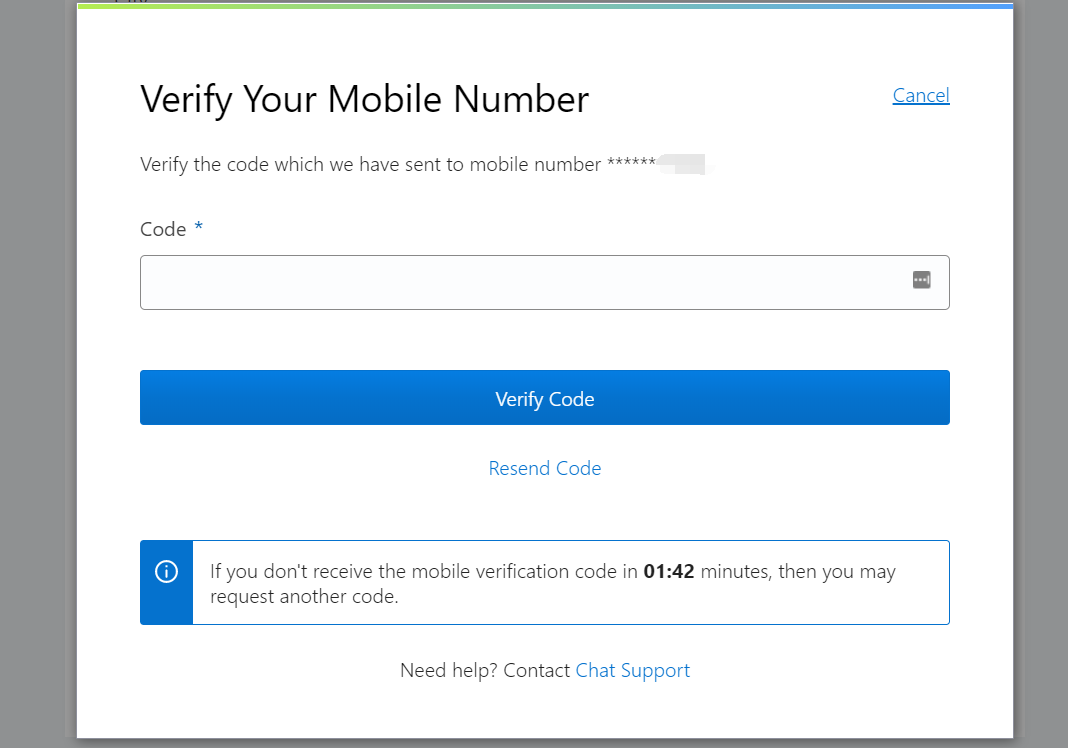 Verify Your Mobile Number
Cancel
Verify the code which we have sent to mobile number ******
Code *
Verify Code
Resend Code
If you don't receive the mobile verification code in 01:42 minutes, then you may
request another code.
Need help? Contact Chat Support